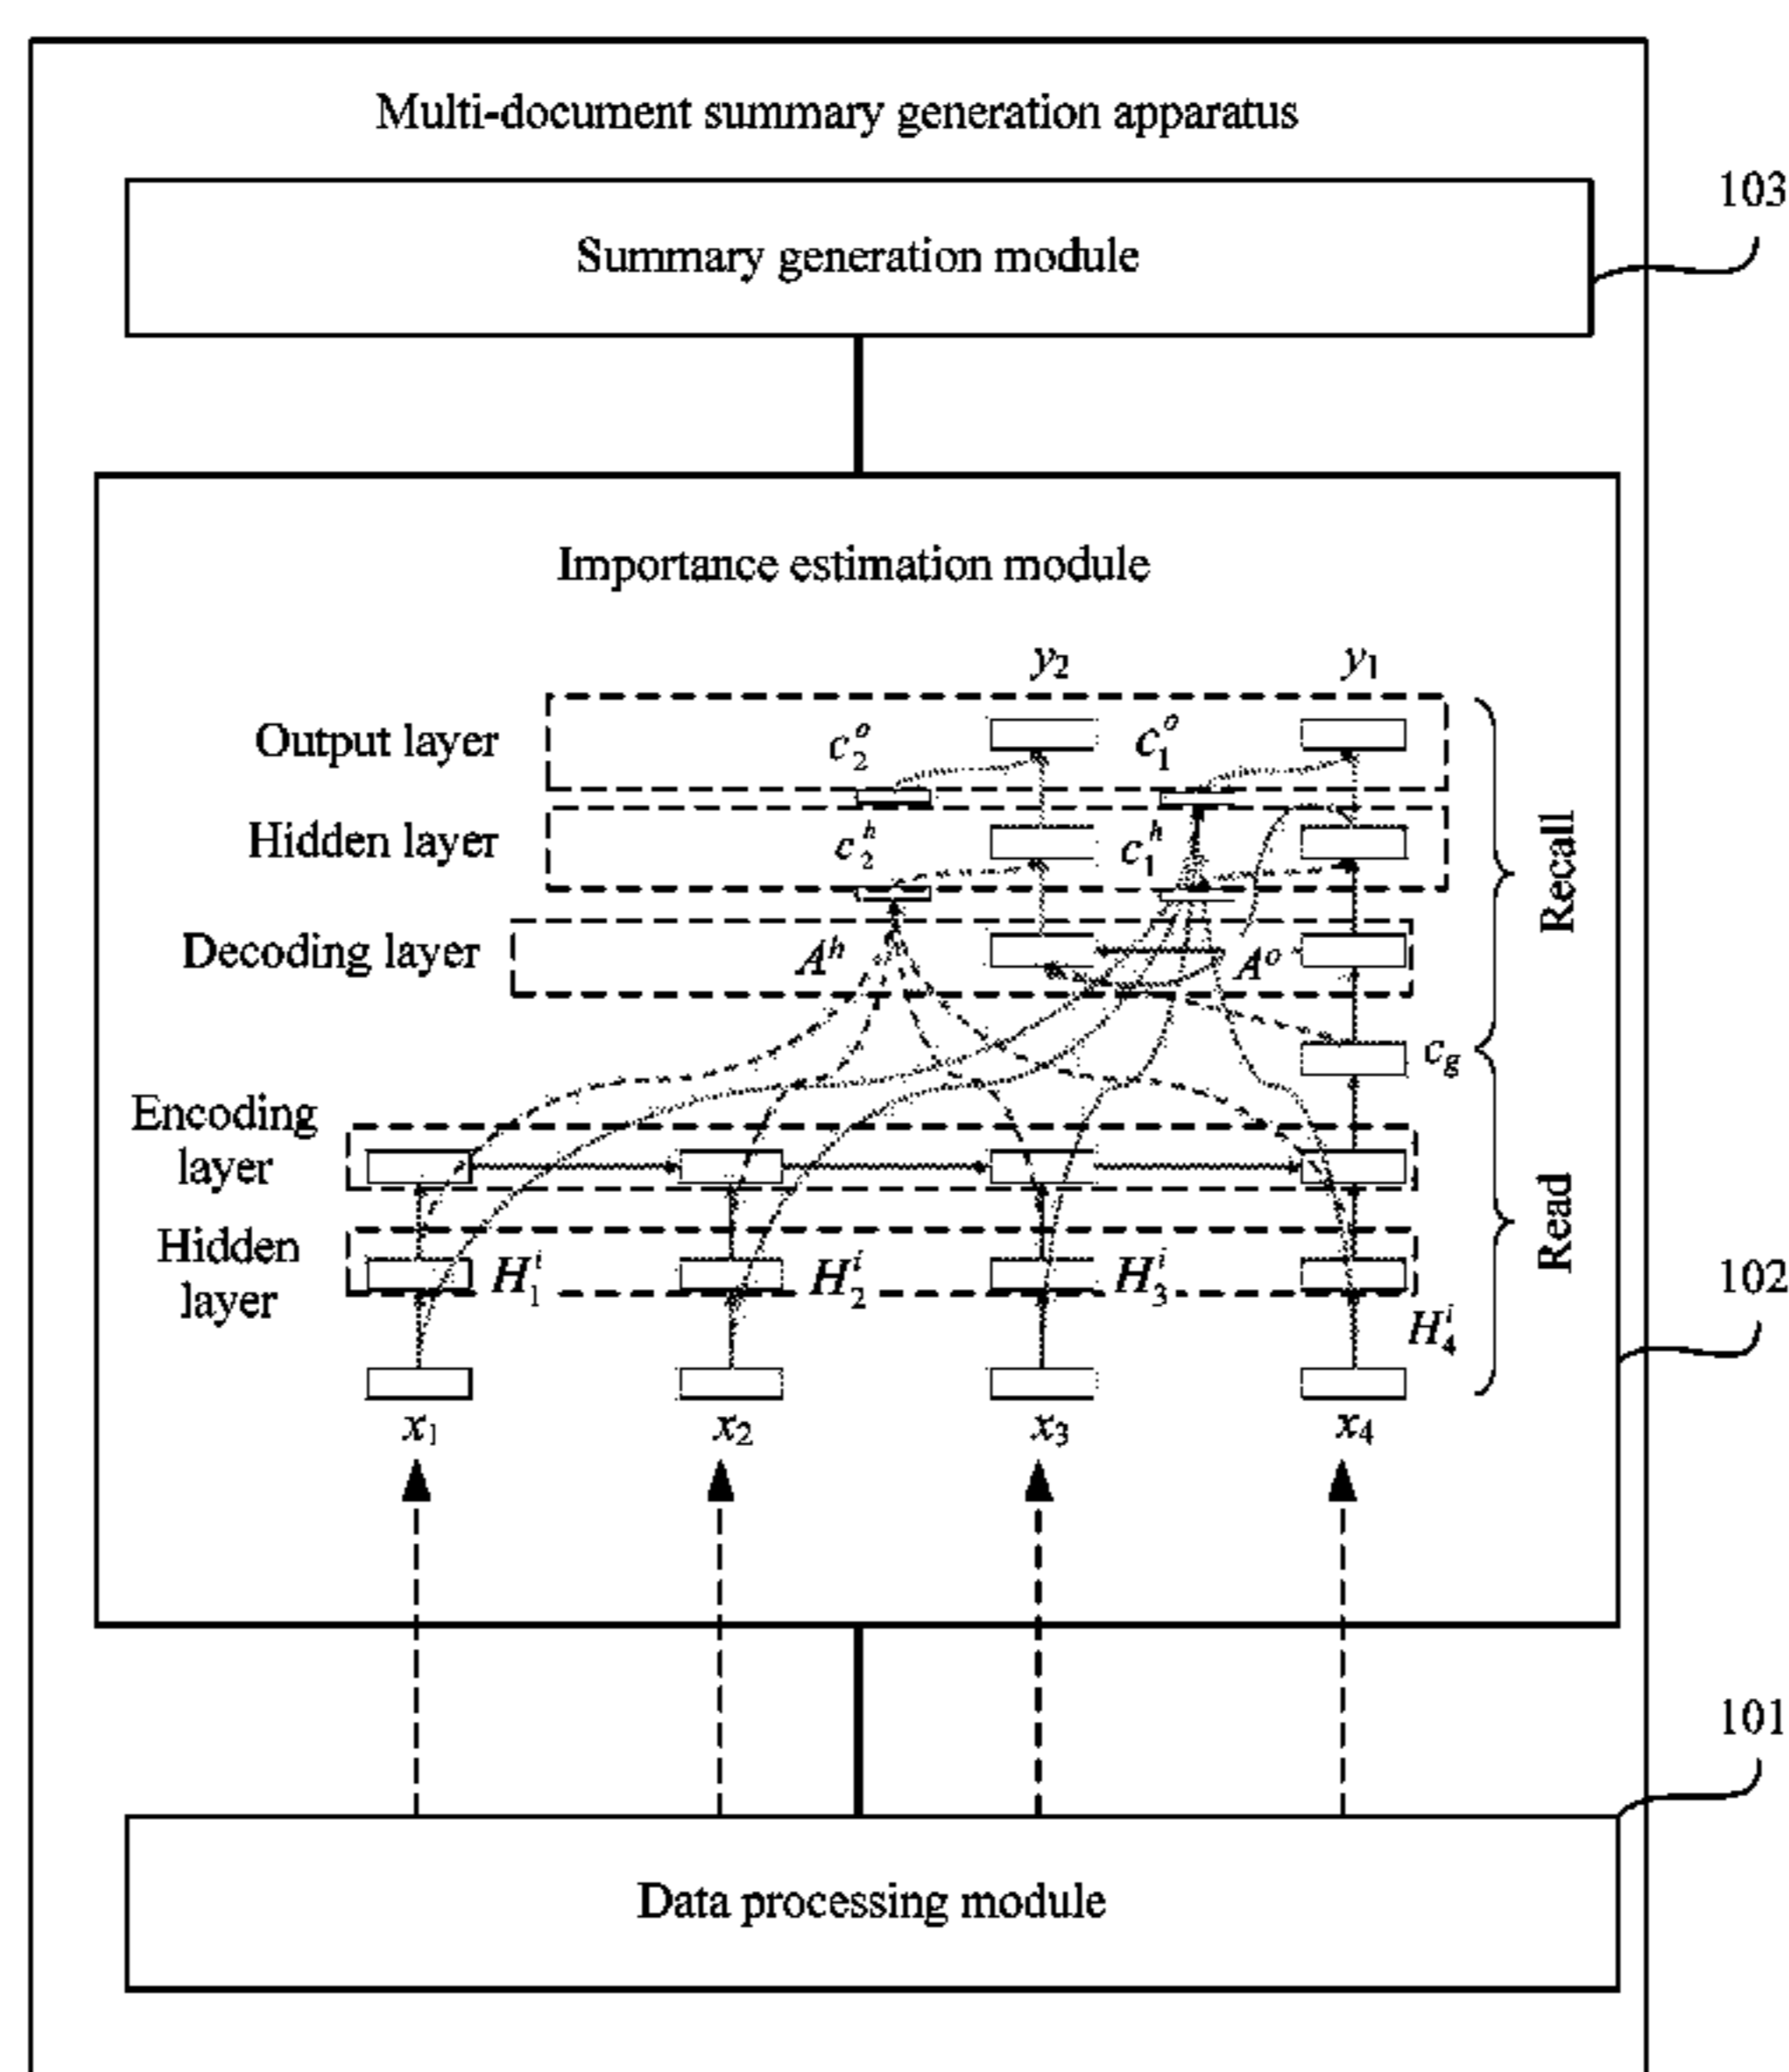 Multi-document summary generation apparatus
103
Summary generation module
Importance estimation module
y₂ y₁
Output layer c₂ᵒ c₁ᵒ
Hidden layer c₂ʰ c₁ʰ
Recall
Decoding layer Aʰ Aᵒ
c_g
Encoding
layer
Read
Hidden
layer
H₁ⁱ H₂ⁱ H₃ⁱ
H₄ⁱ
102
x₁ x₂ x₃ x₄
101
Data processing module